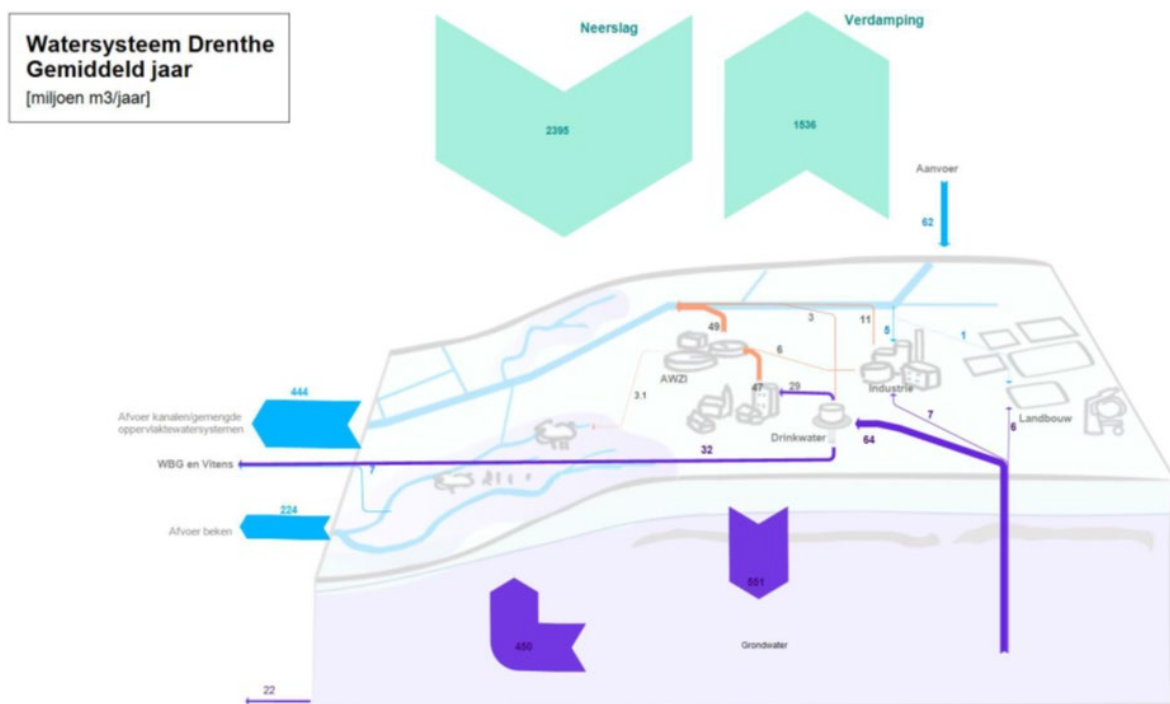 Watersysteem Drenthe
Gemiddeld jaar
[miljoen m3/jaar]
Neerslag
Verdamping
2395
1536
Aanvoer
62
3
11
49
5
1
6
AWZI
47
29
Industrie
3,1
7
6
Landbouw
444
Afvoer kanalen/gemengde
oppervlaktewatersystemen
Drinkwater
64
32
WBG en Vitens
7
224
Afvoer beken
551
450
Grondwater
22